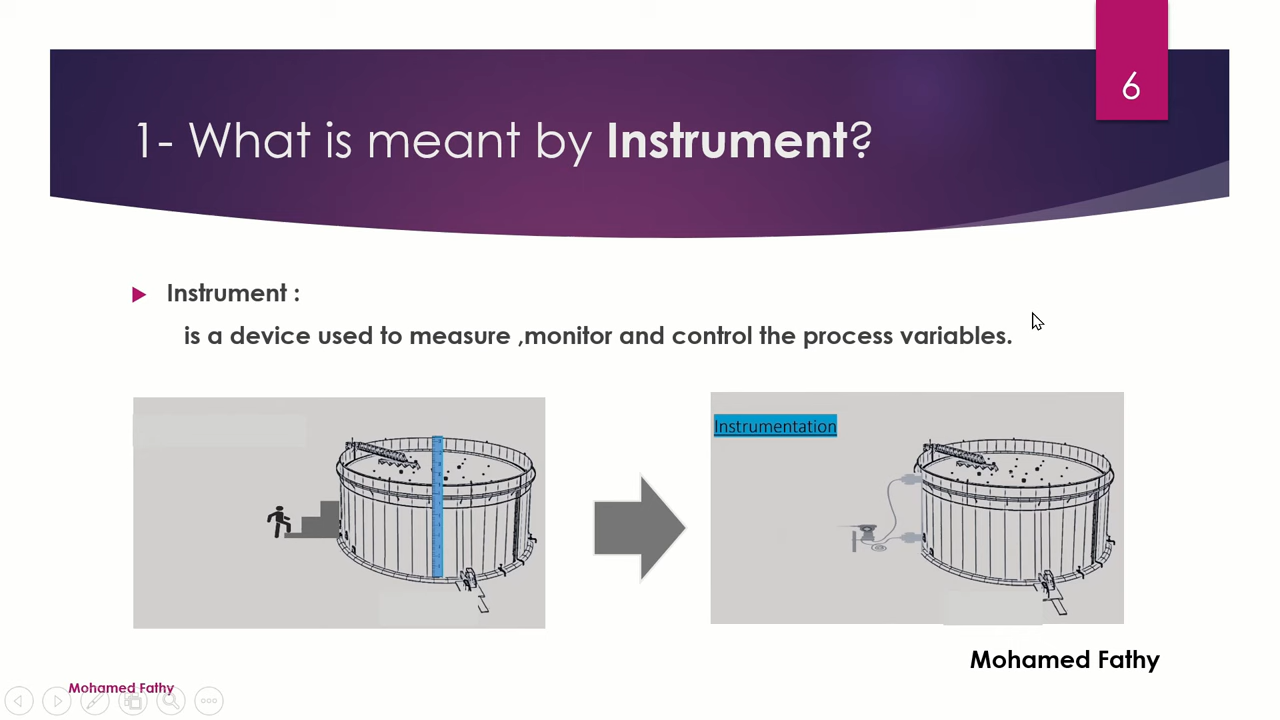 6
1- What is meant by Instrument?
Instrument :
is a device used to measure ,monitor and control the process variables.
Instrumentation
Mohamed Fathy
Mohamed Fathy